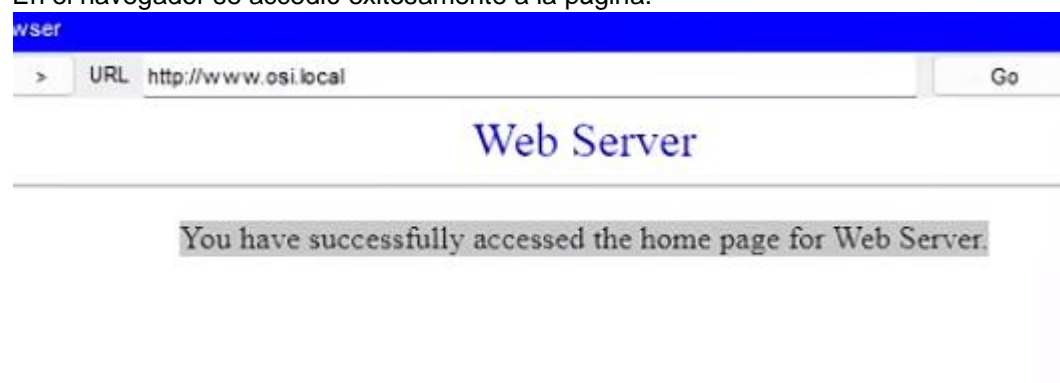 En el navegador se accedió exitosamente a la página:
wser
> URL http://www.osi.local Go
Web Server
You have successfully accessed the home page for Web Server.